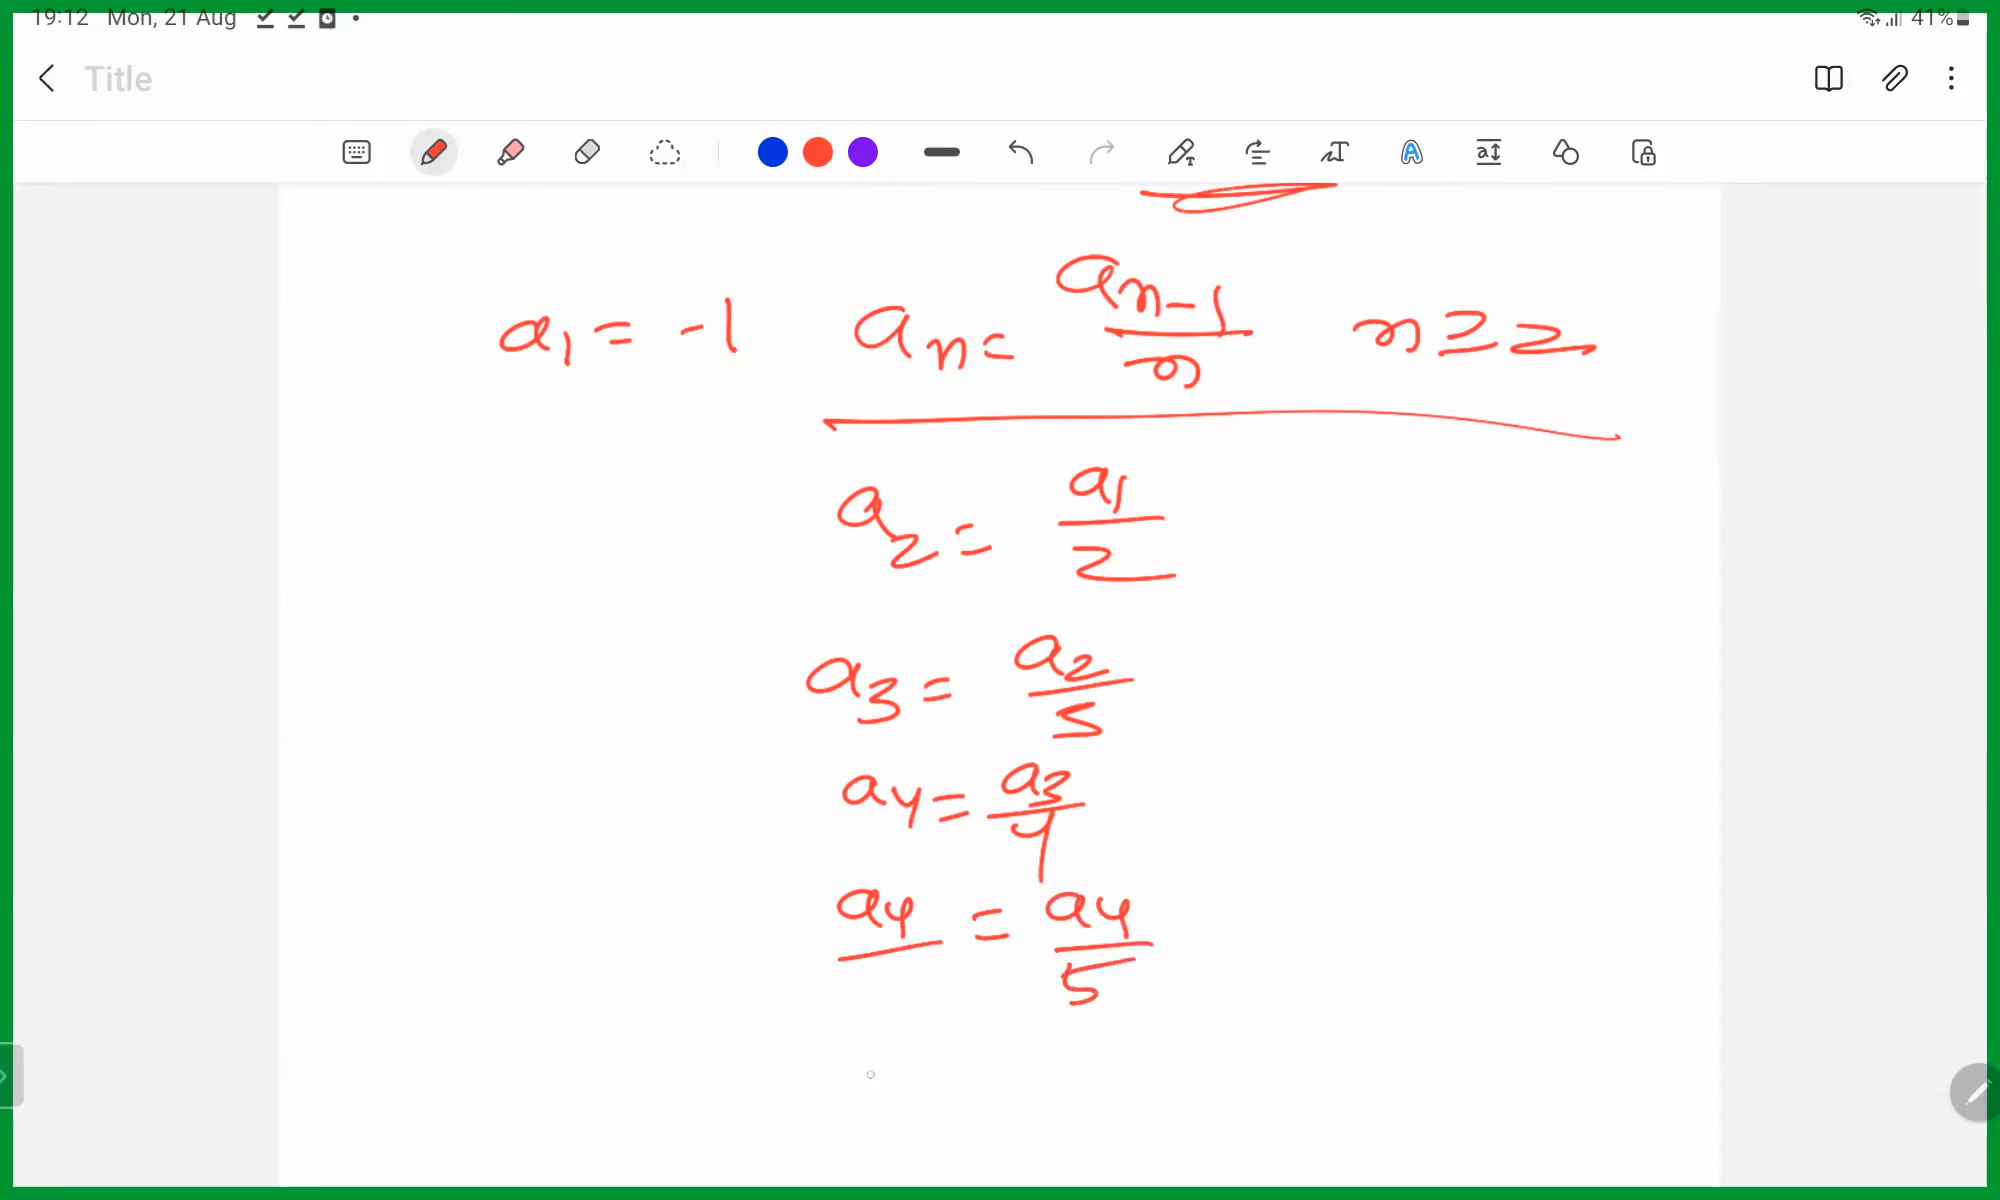 19:12 Mon, 21 Aug 41%
Title
a₁ = -1 aₙ = aₙ₋₁/n n ≥ 2
a₂ = a₁/2
a₃ = a₂/5
a₄ = a₃/4
a₄ = a₄/5